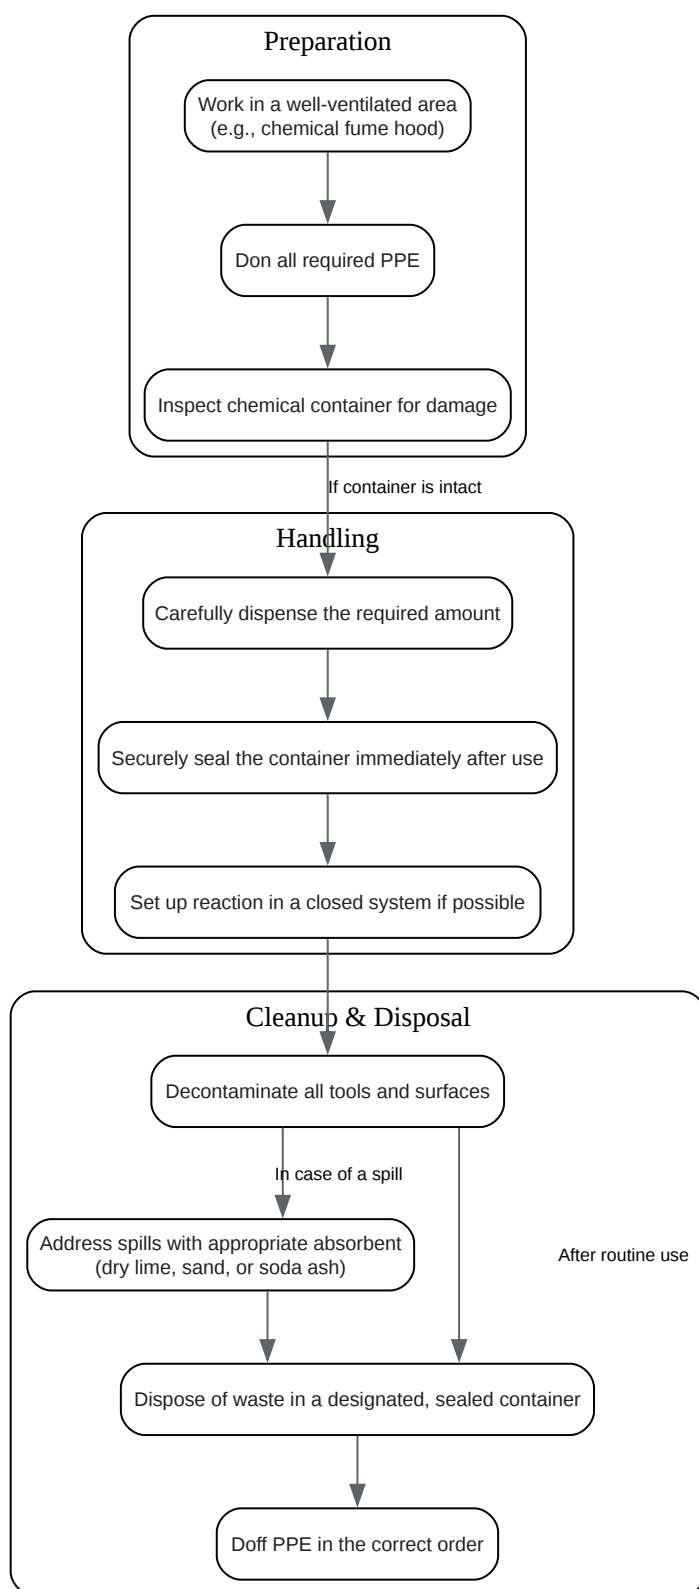 Preparation
Work in a well-ventilated area
(e.g., chemical fume hood)
Don all required PPE
Inspect chemical container for damage
If container is intact
Handling
Carefully dispense the required amount
Securely seal the container immediately after use
Set up reaction in a closed system if possible
Cleanup & Disposal
Decontaminate all tools and surfaces
In case of a spill
Address spills with appropriate absorbent
(dry lime, sand, or soda ash)
After routine use
Dispose of waste in a designated, sealed container
Doff PPE in the correct order